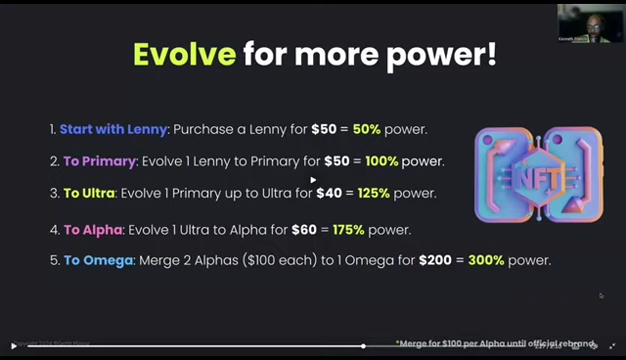 Evolve for more power!
1. Start with Lenny: Purchase a Lenny for $50 = 50% power.
2. To Primary: Evolve 1 Lenny to Primary for $50 = 100% power.
3. To Ultra: Evolve 1 Primary up to Ultra for $40 = 125% power.
NFT
4. To Alpha: Evolve 1 Ultra to Alpha for $60 = 175% power.
5. To Omega: Merge 2 Alphas ($100 each) to 1 Omega for $200 = 300% power.
*Merge for $100 per Alpha until official rebrand.